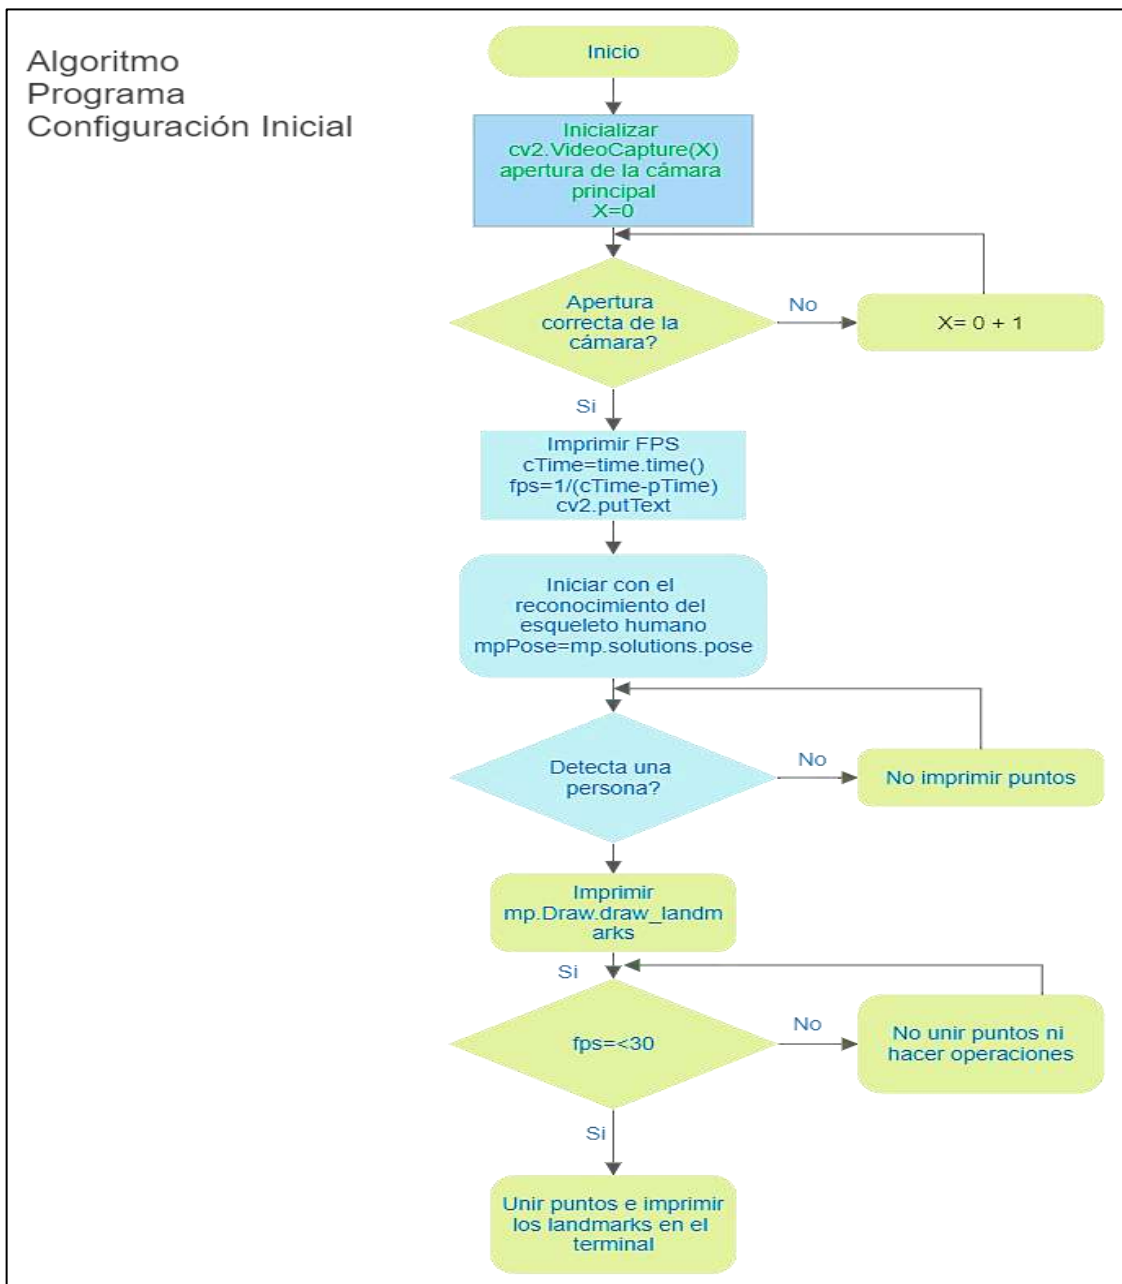 Algoritmo
Programa
Configuración Inicial
Inicio
Inicializar
cv2.VideoCapture(X)
apertura de la cámara
principal
X=0
Apertura
correcta de la
cámara?
No
X= 0 + 1
Si
Imprimir FPS
cTime=time.time()
fps=1/(cTime-pTime)
cv2.putText
Iniciar con el
reconocimiento del
esqueleto humano
mpPose=mp.solutions.pose
Detecta una
persona?
No
No imprimir puntos
Imprimir
mp.Draw.draw_landm
arks
Si
fps=<30
No
No unir puntos ni
hacer operaciones
Si
Unir puntos e imprimir
los landmarks en el
terminal